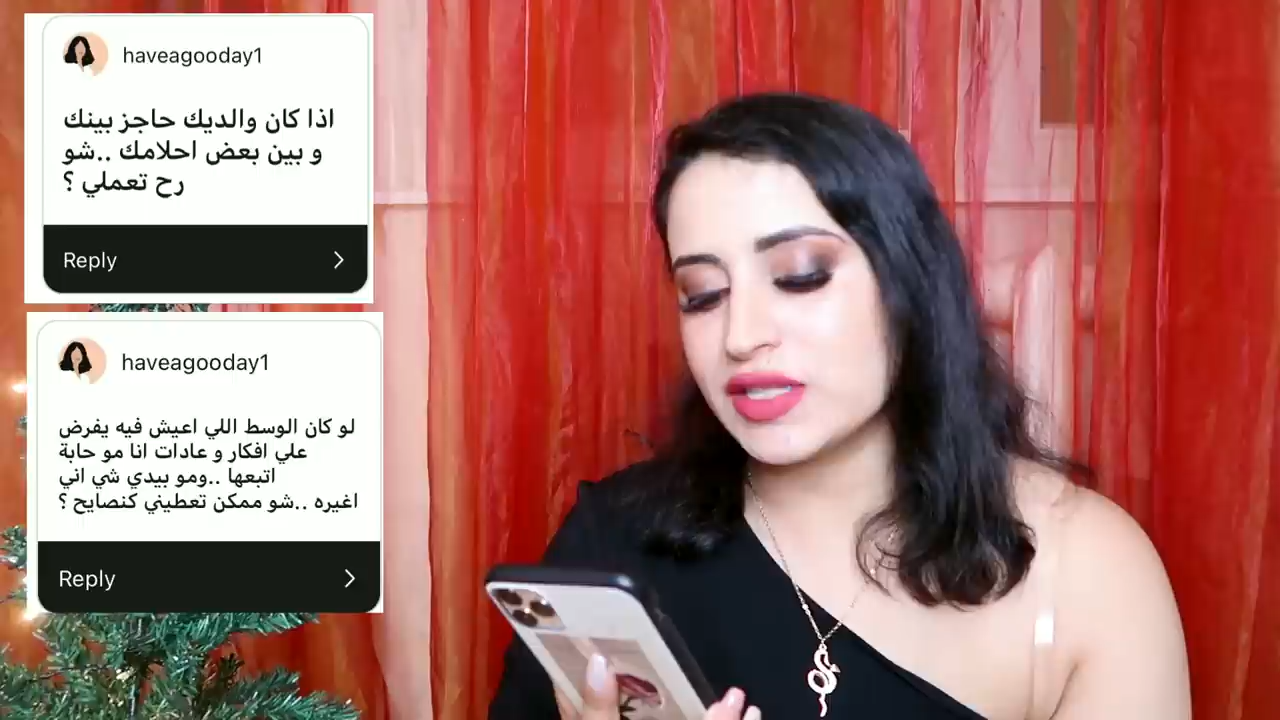 haveagooday1
اذا كان والديك حاجز بينك
و بين بعض احلامك ..شو
رح تعملي ؟
Reply
haveagooday1
لو كان الوسط اللي اعيش فيه يفرض
علي افكار و عادات انا مو حابة
اتبعها ..ومو بيدي شي اني
اغيره ..شو ممكن تعطيني كنصايح ؟
Reply